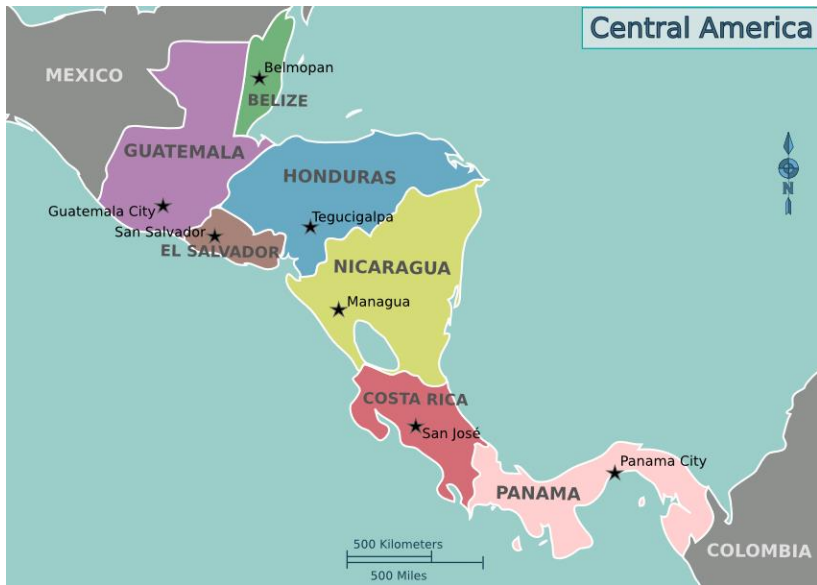 Central America
MEXICO
Belmopan
BELIZE
GUATEMALA
HONDURAS
Guatemala City
Tegucigalpa
San Salvador
EL SALVADOR
NICARAGUA
Managua
COSTA RICA
San José
Panama City
PANAMA
COLOMBIA
N
500 Kilometers
500 Miles